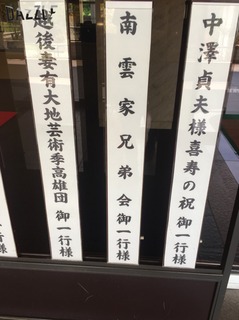 中澤貞夫様喜寿の祝 御一行様
南雲家兄弟会 御一行様
越後妻有大地芸術季高雄団 御一行様
様